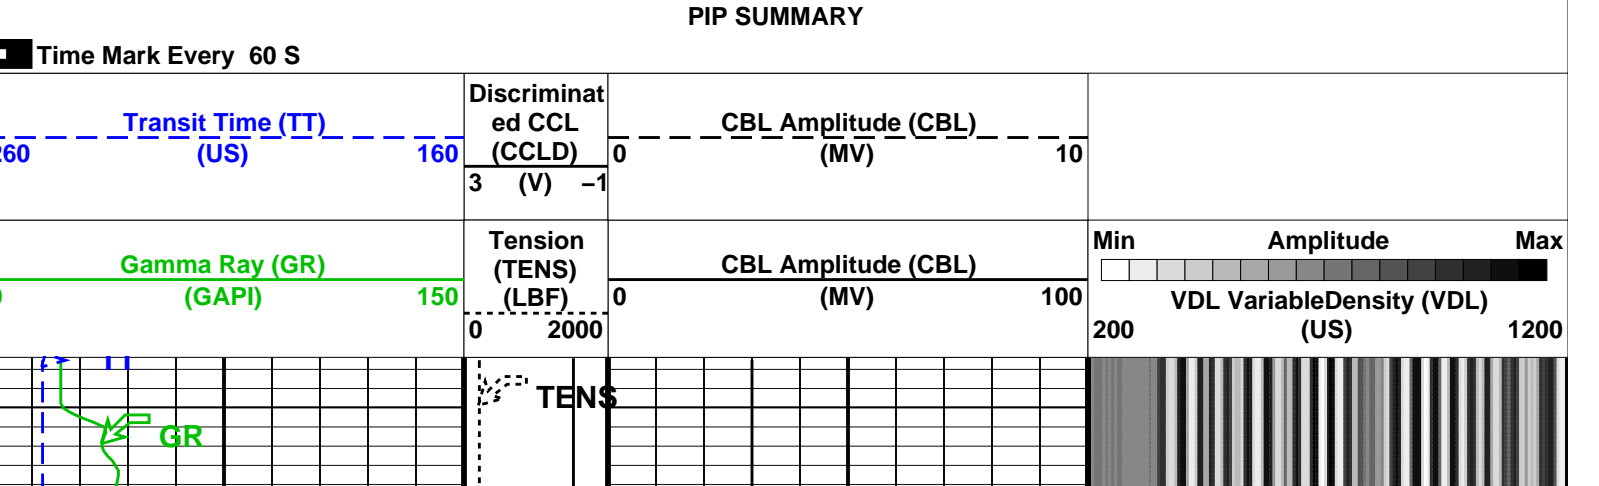 PIP SUMMARY
Time Mark Every 60 S
Discriminat
ed CCL
(CCLD)
3 (V) −1
Transit Time (TT)
260 (US) 160
CBL Amplitude (CBL)
0 (MV) 10
Gamma Ray (GR)
0 (GAPI) 150
Tension
(TENS)
(LBF)
0 2000
CBL Amplitude (CBL)
0 (MV) 100
Min Amplitude Max
VDL VariableDensity (VDL)
200 (US) 1200
TENS
GR